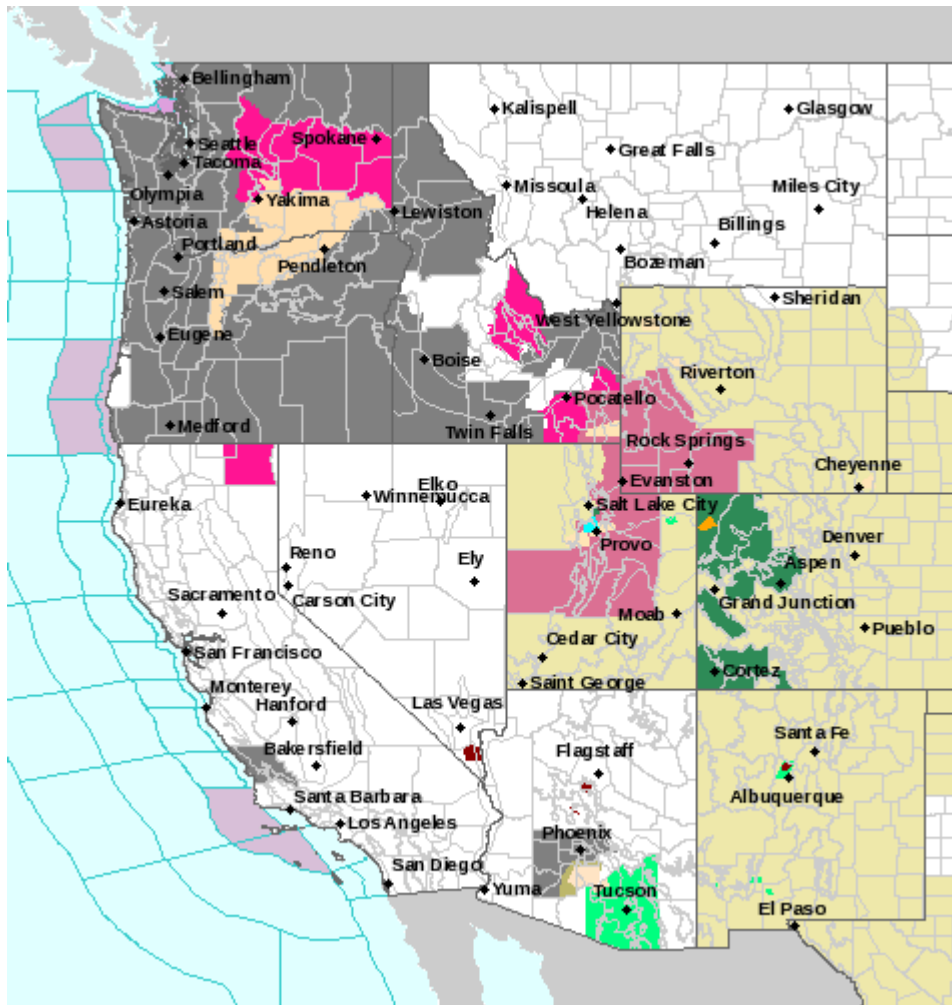 Bellingham
Kalispell
Glasgow
Spokane
Seattle
Great Falls
Tacoma
Miles City
Olympia
Missoula
Yakima
Helena
Lewiston
Astoria
Billings
Portland
Bozeman
Pendleton
Salem
Sheridan
West Yellowstone
Eugene
Boise
Riverton
Pocatello
Medford
Twin Falls
Rock Springs
Cheyenne
Evanston
Elko
Winnemucca
Eureka
Salt Lake City
Provo
Denver
Reno
Ely
Aspen
Sacramento
Carson City
Grand Junction
Moab
Pueblo
Cedar City
San Francisco
Cortez
Saint George
Monterey
Hanford
Las Vegas
Bakersfield
Flagstaff
Santa Fe
Albuquerque
Santa Barbara
Los Angeles
Phoenix
San Diego
Yuma
Tucson
El Paso